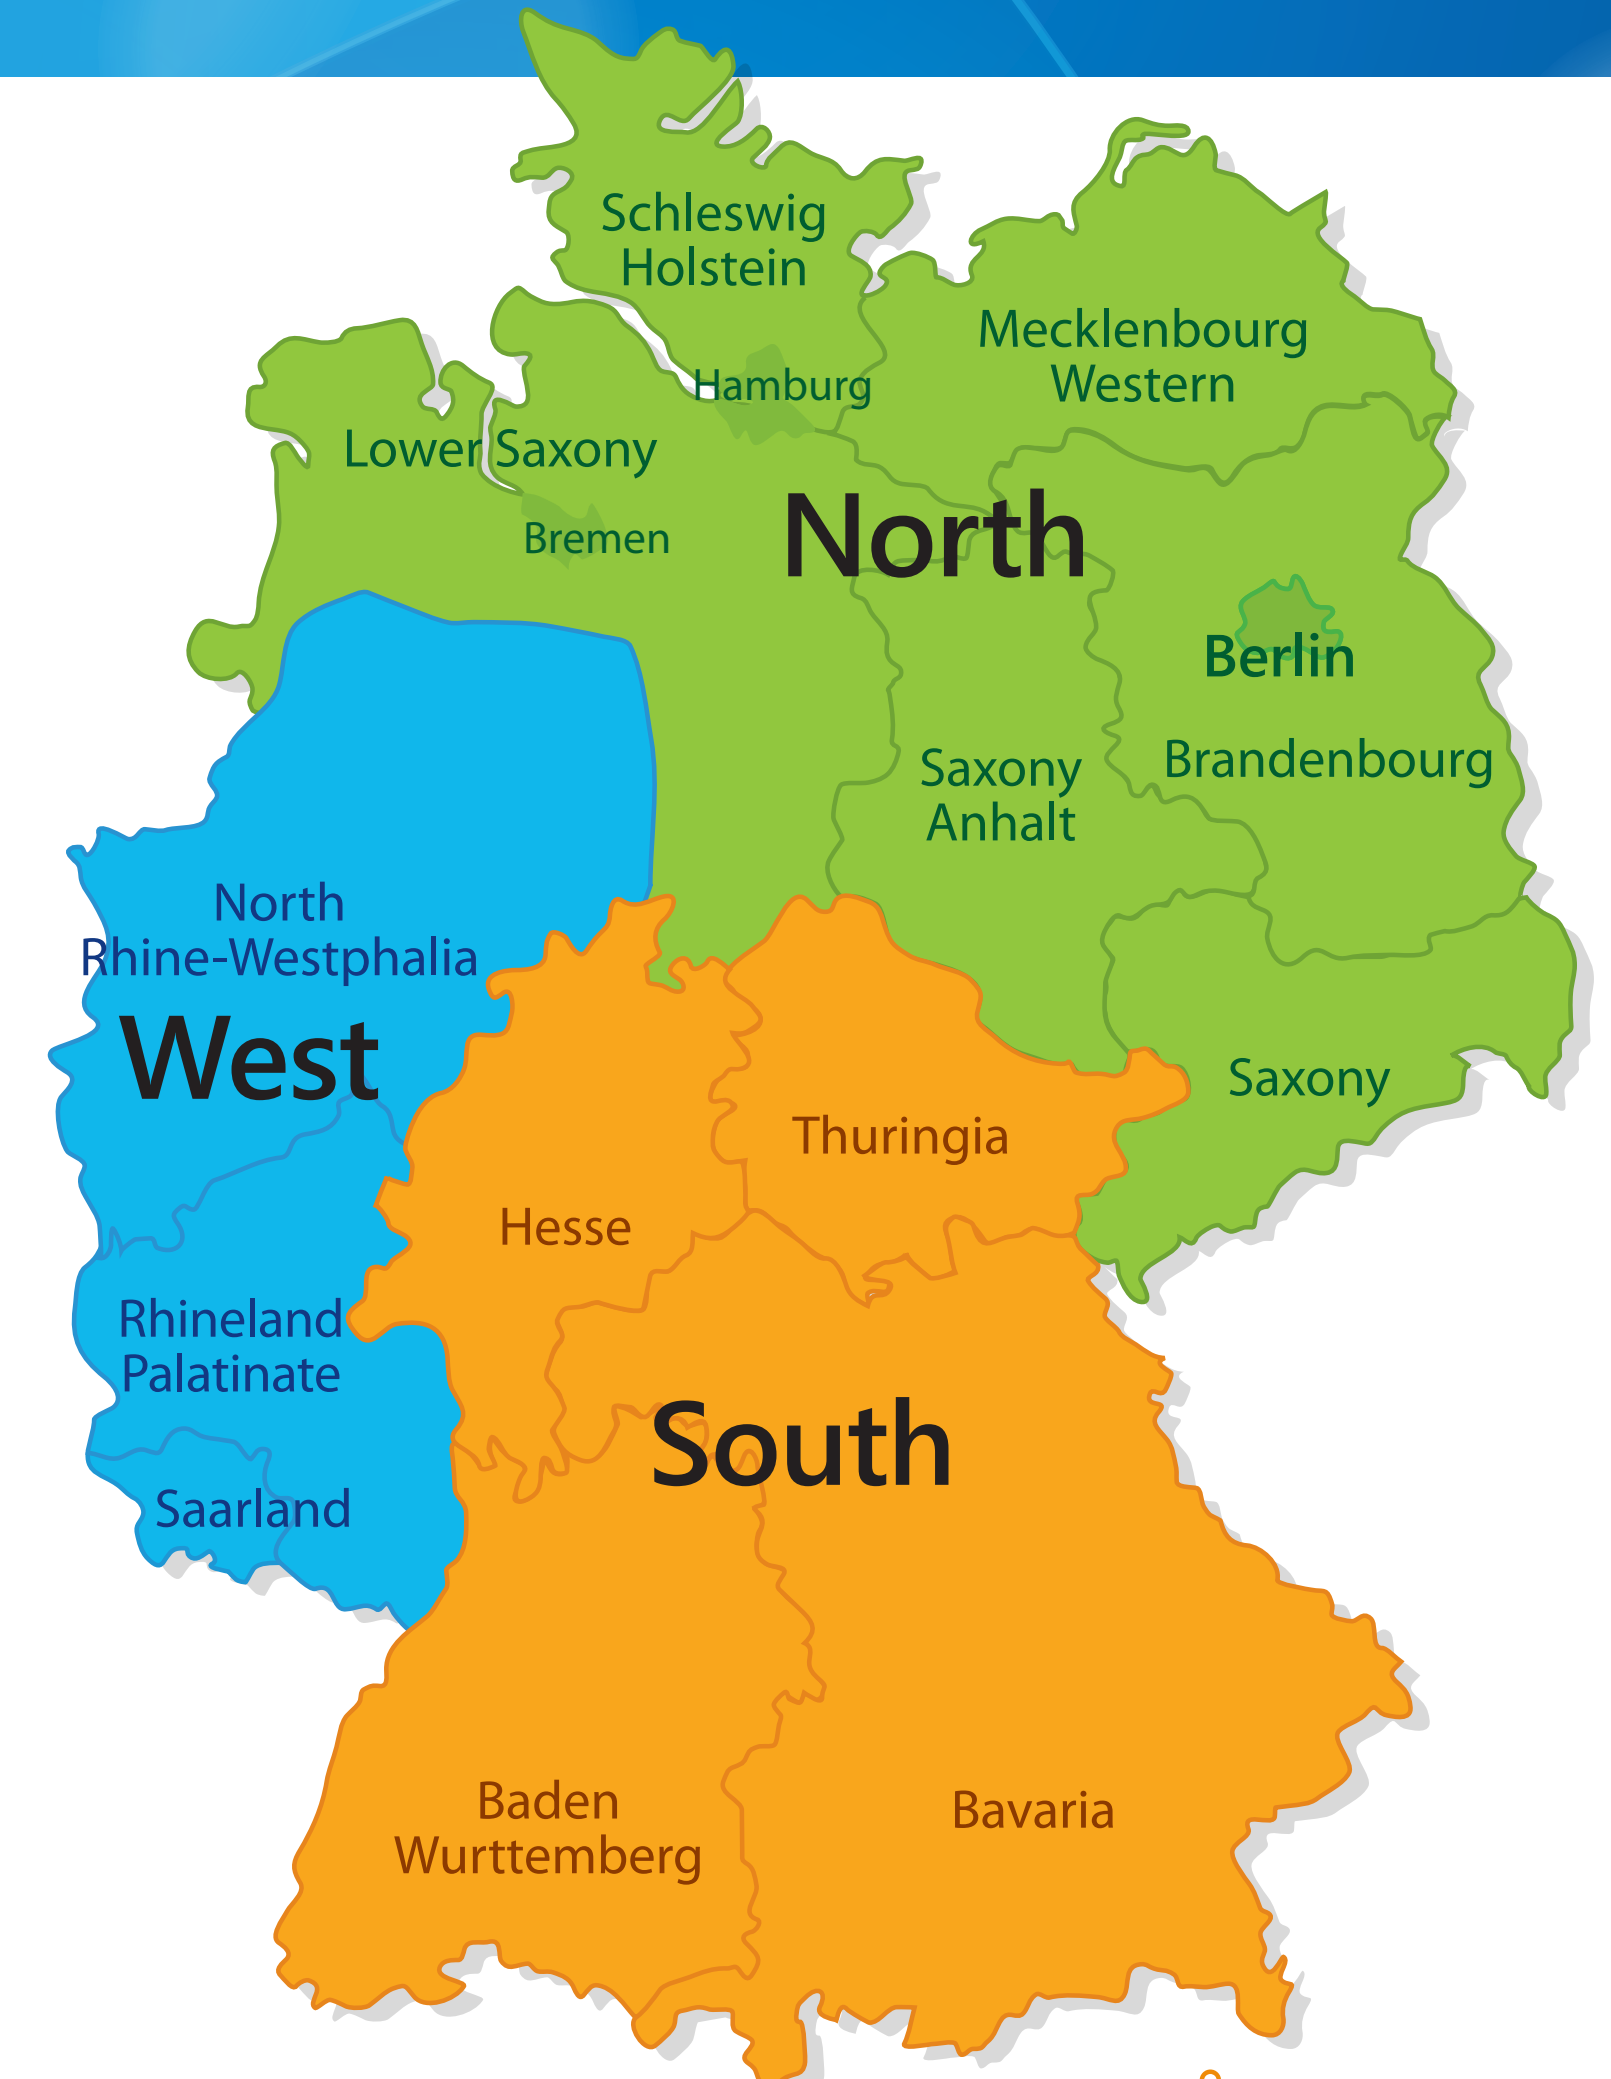 Schleswig
Holstein
Mecklenbourg
Western
Hamburg
Lower Saxony
Bremen
North
Berlin
Brandenbourg
Saxony
Anhalt
North
Rhine-Westphalia
West
Saxony
Thuringia
Hesse
Rhineland
Palatinate
South
Saarland
Baden
Wurttemberg
Bavaria